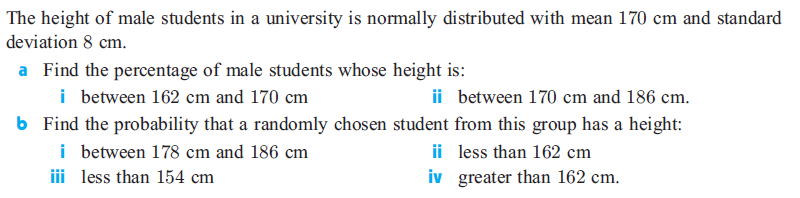 The height of male students in a university is normally distributed with mean 170 cm and standard
deviation 8 cm.
a Find the percentage of male students whose height is:
i between 162 cm and 170 cm ii between 170 cm and 186 cm.
b Find the probability that a randomly chosen student from this group has a height:
i between 178 cm and 186 cm ii less than 162 cm
iii less than 154 cm iv greater than 162 cm.